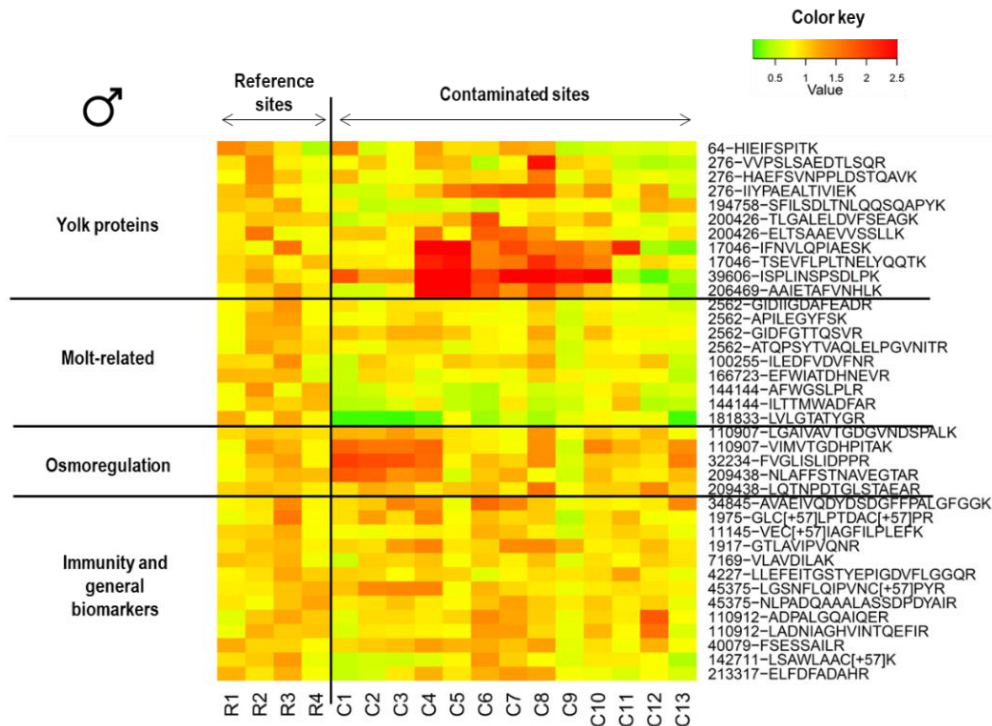 Color key
0.5 1 1.5 2 2.5
Value
Reference sites
Contaminated sites
Yolk proteins
Molt-related
Osmoregulation
Immunity and general biomarkers
64-HIEIFSPITK
276-VVPSLSAEDTLSQR
276-HAEFSVNPPLDSTQAVK
276-IIYPAEALTIVIEK
194758-SFILSDLTNLQQSQAPYK
200426-TLGALELDVFSEAGK
200426-ELTSAAEVVSSLLK
17046-IFNVLQPIAESK
17046-TSEVFLPLTNELYQQTK
39606-ISPLINSPSDLPK
206469-AAIETAFVNHLK
2562-GIDIIGDAFEADR
2562-APILEGYFSK
2562-GIDFGTTQSVR
2562-ATQPSYTVAQLELPGVNITR
100255-ILEDFVDVFNR
166723-EFWIATDHNEVR
144144-AFWGSLPLR
144144-ILTTMWADFAR
181833-LVLGTATYGR
110907-LGAIVAVTGDGVNDSPALK
110907-VIMVTGDHPITAK
32234-FVGLISLIDPPR
209438-NLAFFSTNAVEGTAR
209438-LQTNPDTGLSTAEAR
34845-AVAEIVQDYDSDGFFPALGFGGK
1975-GLC[+57]LPTDAC[+57]PR
11145-VEC[+57]IAGFILPLEFK
1917-GTLAVIPVQNR
7169-VLAVDILAK
4227-LLEFEITGSTYEPIGDVFLGGQR
45375-LGSNFLQIPVNC[+57]PYR
45375-NLPADQAAALASSDPDYAIR
110912-ADPALGQAIQER
110912-LADNIAGHVINTQEFIR
40079-FSESSAILR
142711-LSAWLAAC[+57]K
213317-ELFDFADAHR
R1 R2 R3 R4 C1 C2 C3 C4 C5 C6 C7 C8 C9 C10 C11 C12 C13